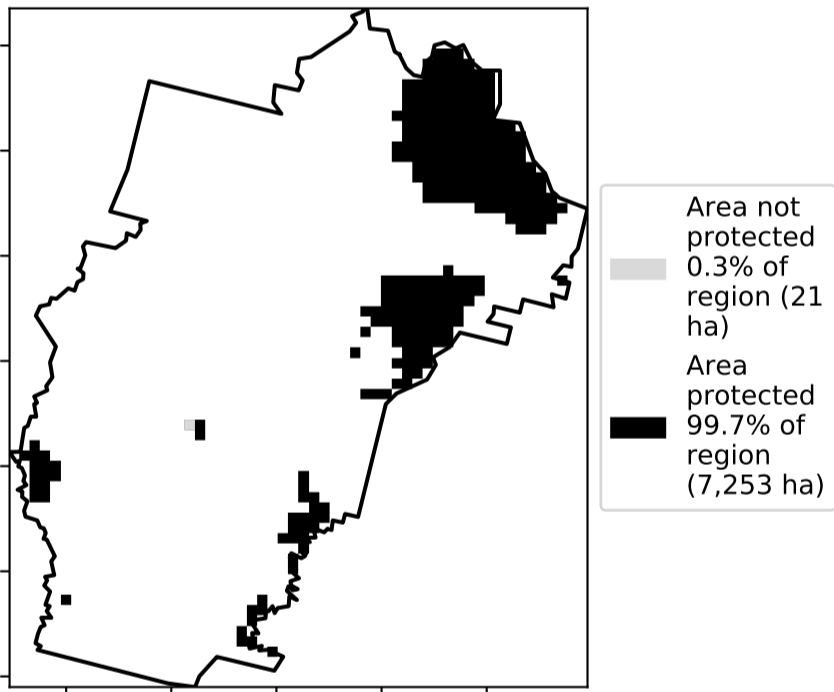 Area not
protected
0.3% of
region (21
ha)
Area
protected
99.7% of
region
(7,253 ha)